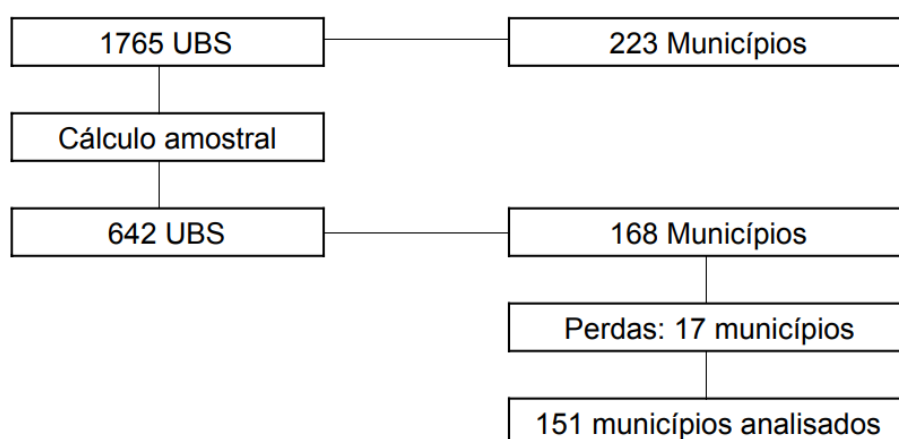 1765 UBS
223 Municípios
Cálculo amostral
642 UBS
168 Municípios
Perdas: 17 municípios
151 municípios analisados